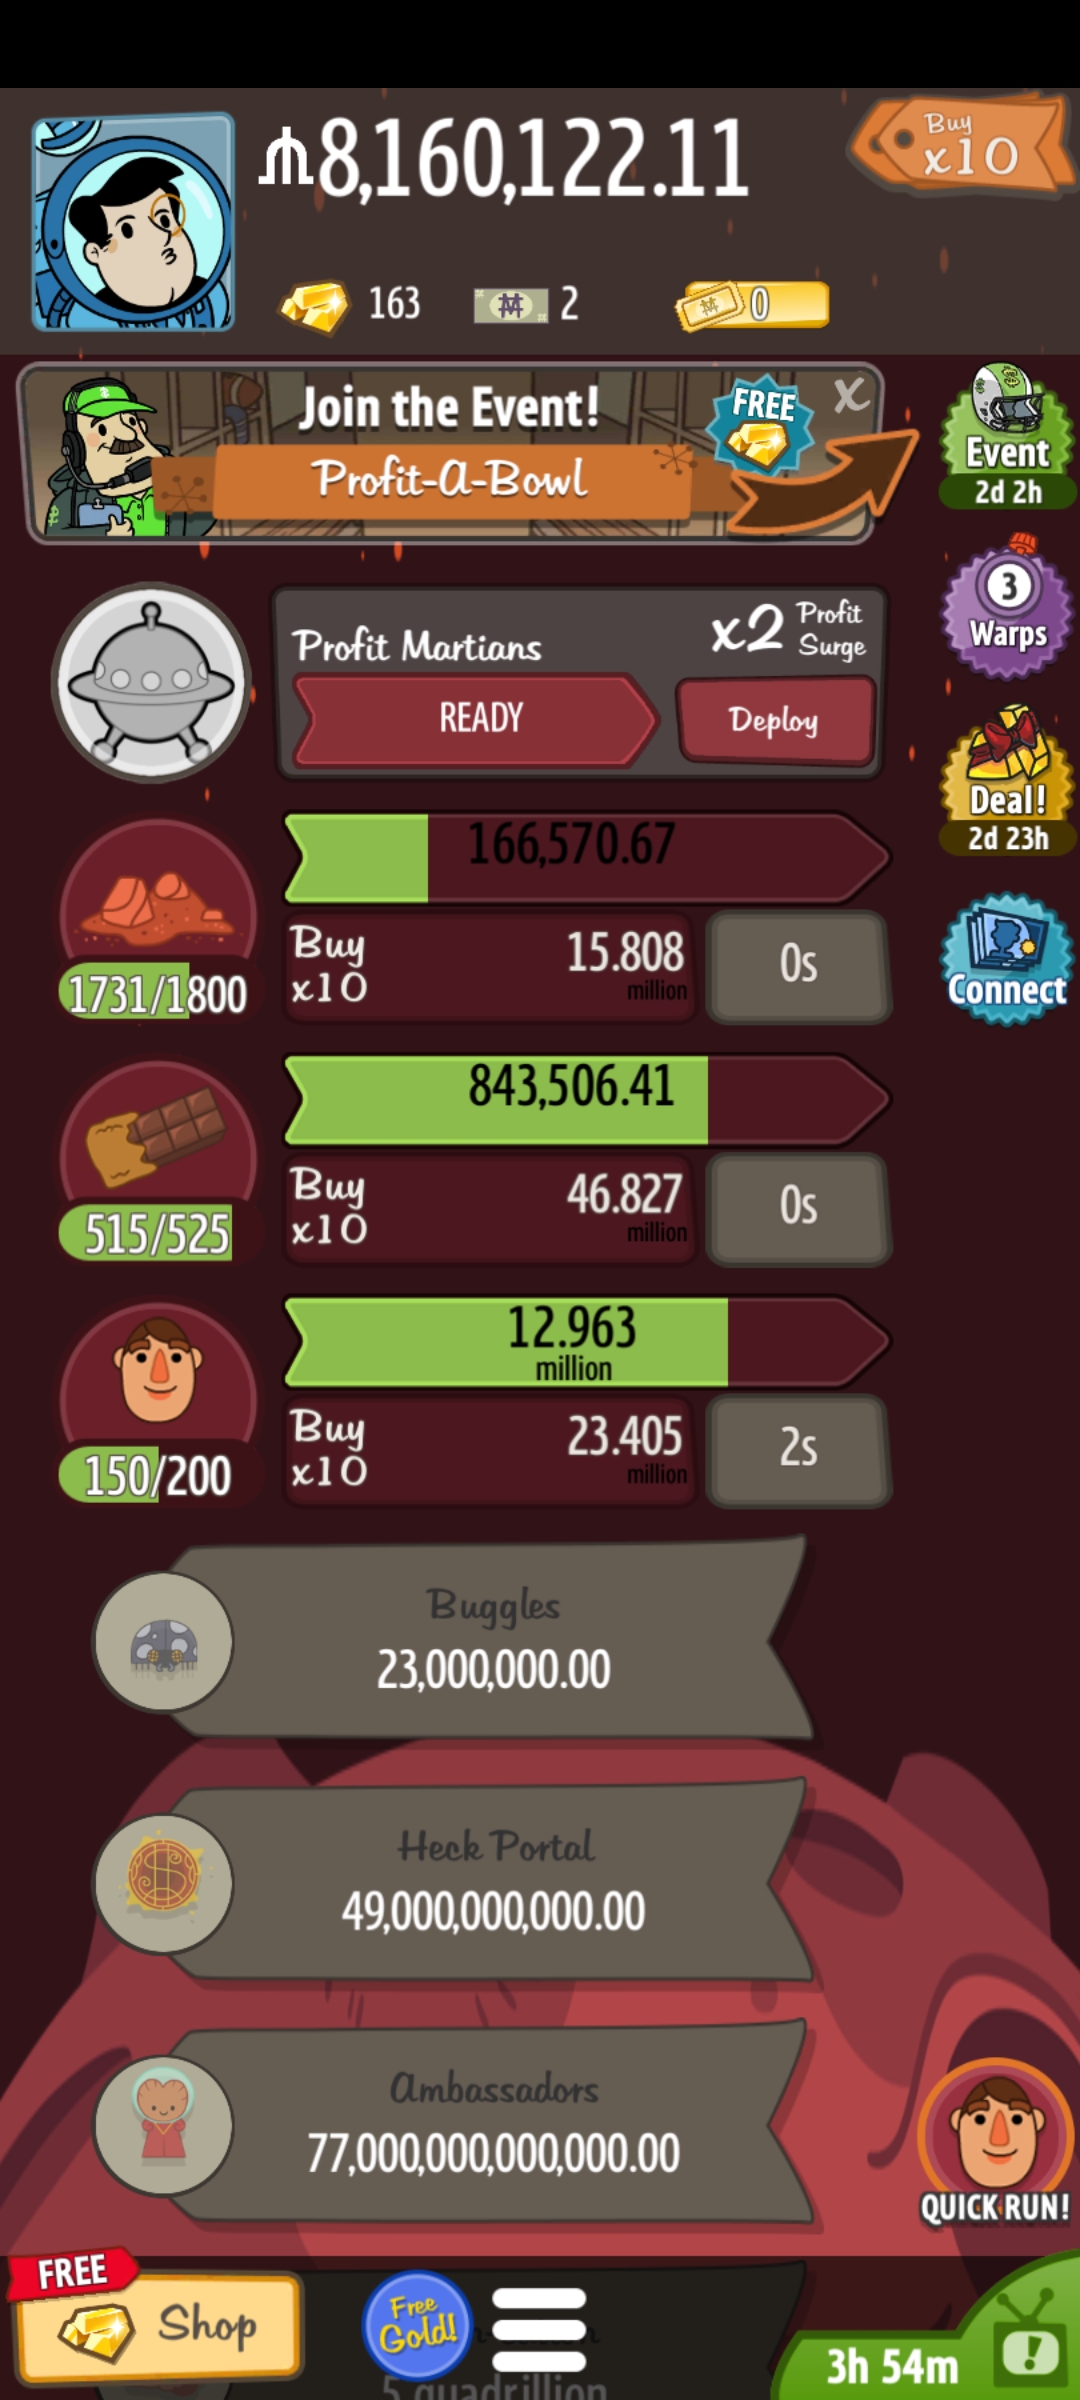 8,160,122.11
Buy
x10
163
2
0
Join the Event!
Profit-A-Bowl
FREE
X
Event
2d 2h
3
Warps
Deal!
2d 23h
Connect
Profit Martians
x2 Profit
Surge
READY
Deploy
166,570.67
1731/1800
Buy
x10
15.808
million
0s
843,506.41
515/525
Buy
x10
46.827
million
0s
12.963
million
150/200
Buy
x10
23.405
million
2s
Buggles
23,000,000.00
Heck Portal
49,000,000,000.00
Ambassadors
77,000,000,000,000.00
QUICK RUN!
FREE
Shop
Free
Gold!
5 quadrillion
3h 54m
!